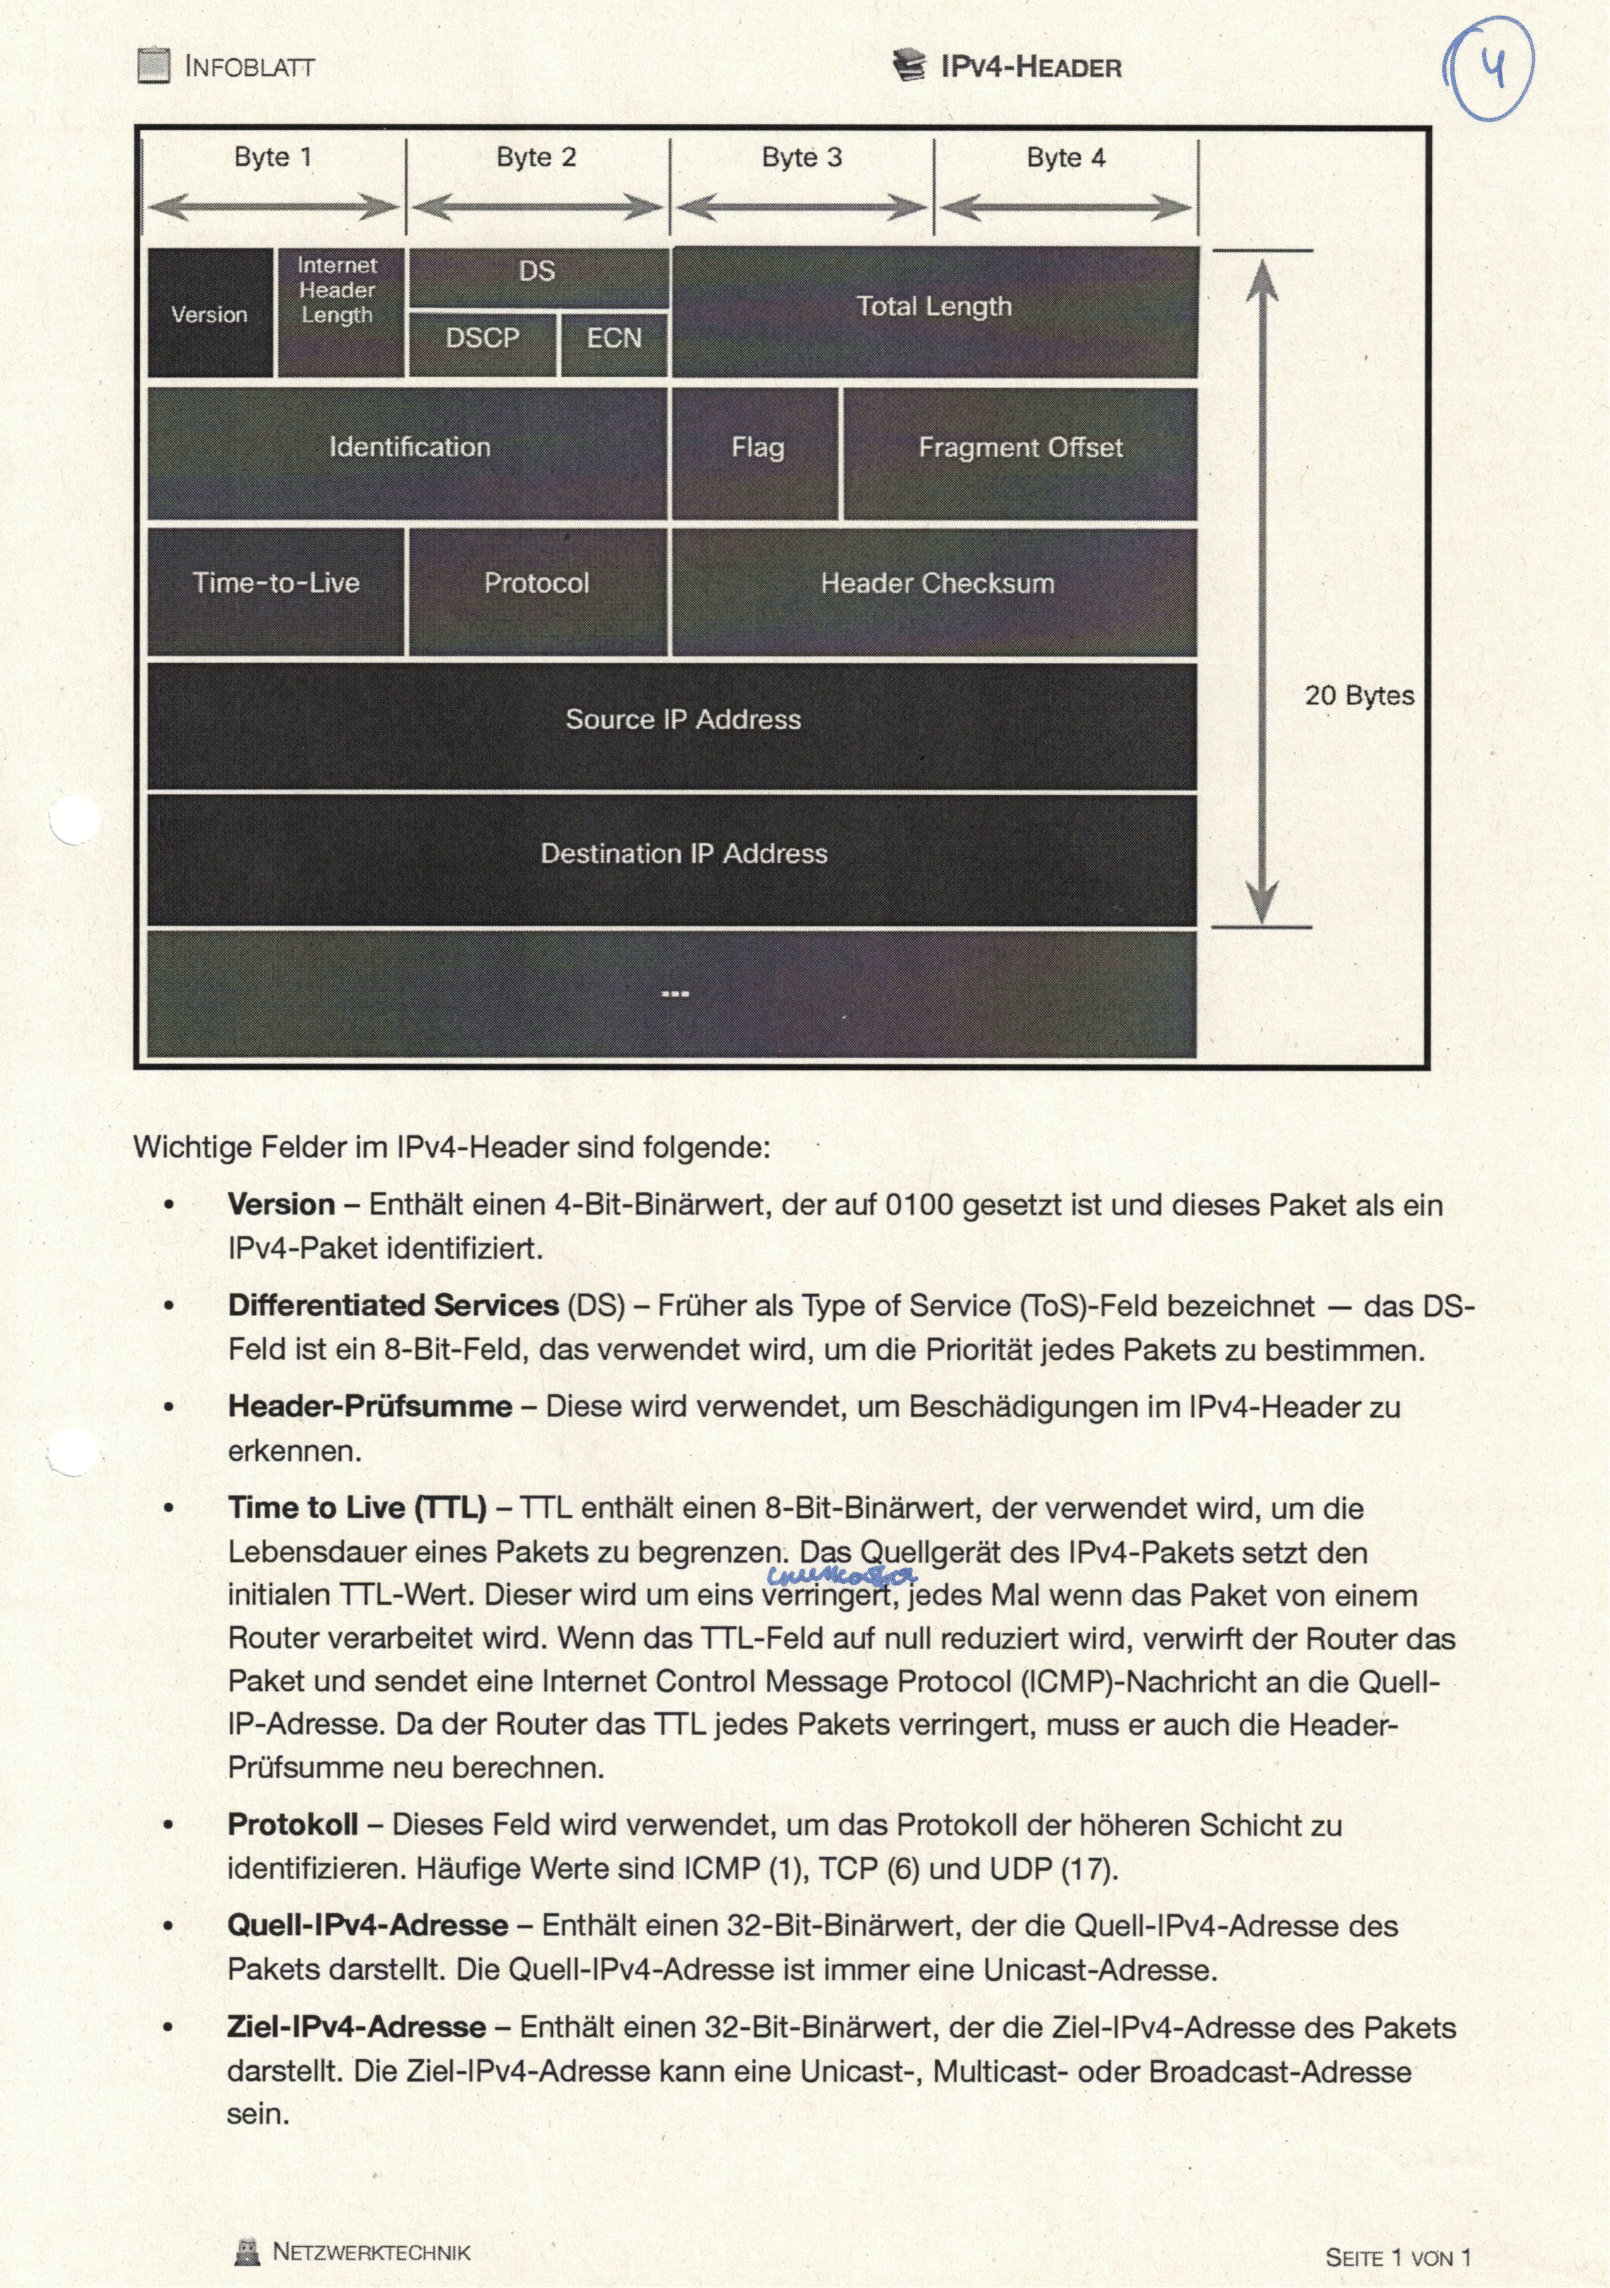 INFOBLATT
IPV4-HEADER
4
Byte 1 Byte 2 Byte 3 Byte 4
Version
Internet
Header
Length
DS
DSCP ECN
Total Length
Identification Flag Fragment Offset
Time-to-Live Protocol Header Checksum
Source IP Address
20 Bytes
Destination IP Address
---
Wichtige Felder im IPv4-Header sind folgende:
• Version – Enthält einen 4-Bit-Binärwert, der auf 0100 gesetzt ist und dieses Paket als ein
IPv4-Paket identifiziert.
• Differentiated Services (DS) – Früher als Type of Service (ToS)-Feld bezeichnet — das DS-
Feld ist ein 8-Bit-Feld, das verwendet wird, um die Priorität jedes Pakets zu bestimmen.
• Header-Prüfsumme – Diese wird verwendet, um Beschädigungen im IPv4-Header zu
erkennen.
• Time to Live (TTL) – TTL enthält einen 8-Bit-Binärwert, der verwendet wird, um die
Lebensdauer eines Pakets zu begrenzen. Das Quellgerät des IPv4-Pakets setzt den
initialen TTL-Wert. Dieser wird um eins verringert, jedes Mal wenn das Paket von einem
Router verarbeitet wird. Wenn das TTL-Feld auf null reduziert wird, verwirft der Router das
Paket und sendet eine Internet Control Message Protocol (ICMP)-Nachricht an die Quell-
IP-Adresse. Da der Router das TTL jedes Pakets verringert, muss er auch die Header-
Prüfsumme neu berechnen.
• Protokoll – Dieses Feld wird verwendet, um das Protokoll der höheren Schicht zu
identifizieren. Häufige Werte sind ICMP (1), TCP (6) und UDP (17).
• Quell-IPv4-Adresse – Enthält einen 32-Bit-Binärwert, der die Quell-IPv4-Adresse des
Pakets darstellt. Die Quell-IPv4-Adresse ist immer eine Unicast-Adresse.
• Ziel-IPv4-Adresse – Enthält einen 32-Bit-Binärwert, der die Ziel-IPv4-Adresse des Pakets
darstellt. Die Ziel-IPv4-Adresse kann eine Unicast-, Multicast- oder Broadcast-Adresse
sein.
NETZWERKTECHNIK
SEITE 1 VON 1